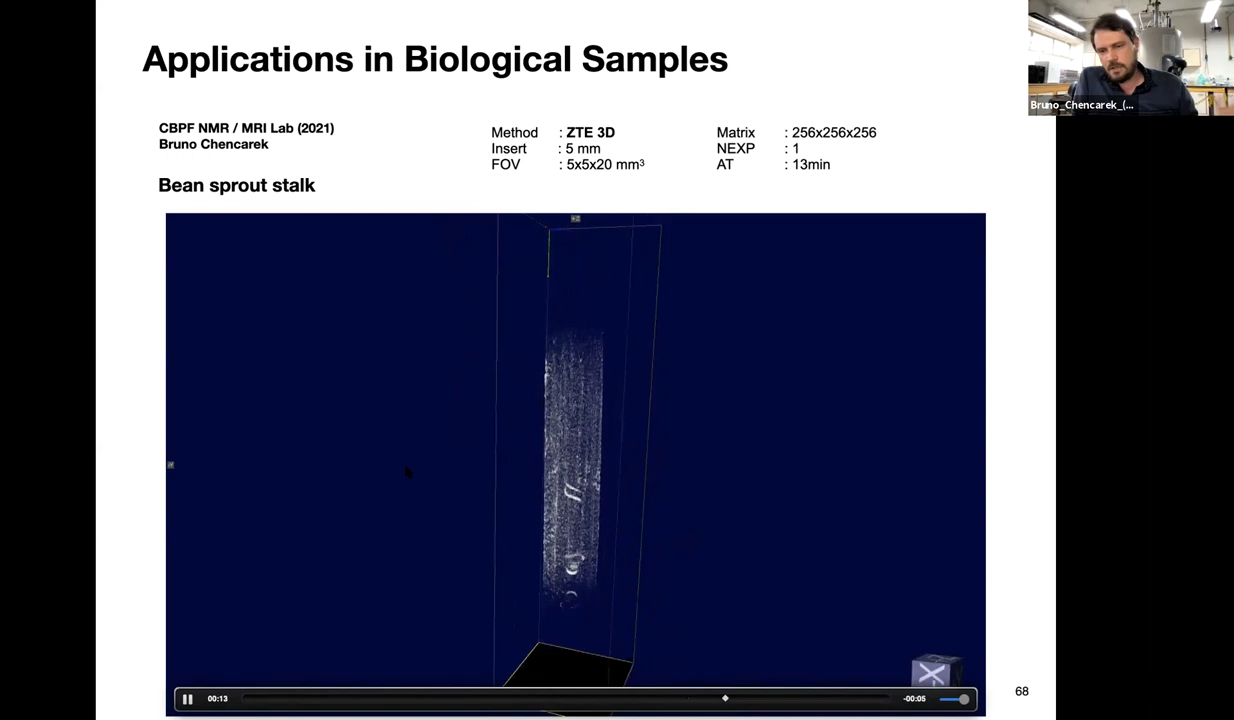 Applications in Biological Samples
Bruno_Chencarek_(...
CBPF NMR / MRI Lab (2021)
Bruno Chencarek
Method : ZTE 3D
Insert : 5 mm
FOV : 5x5x20 mm³
Matrix : 256x256x256
NEXP : 1
AT : 13min
Bean sprout stalk
X
00:13
-00:05
68